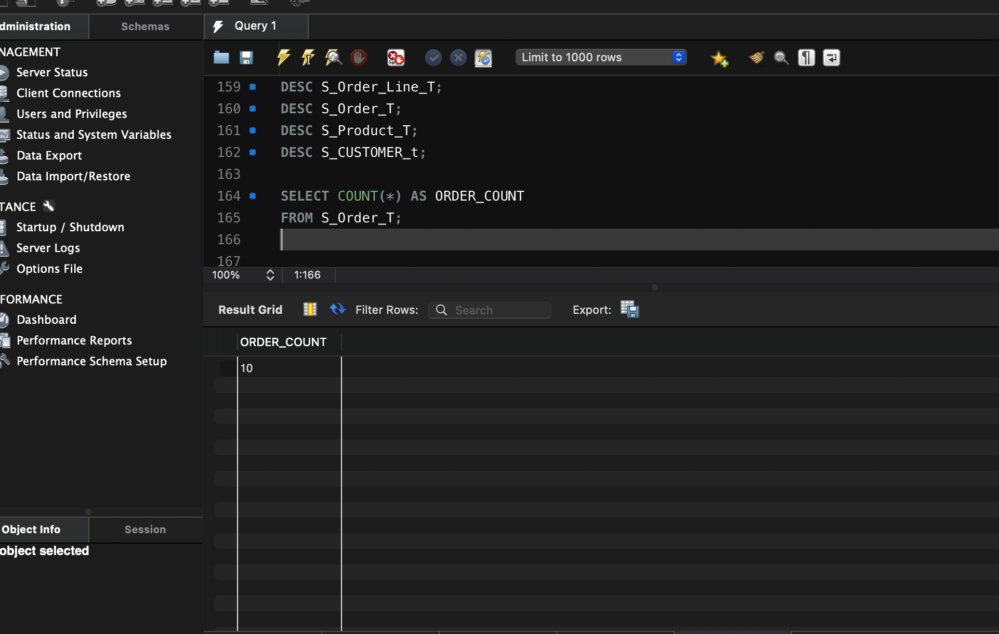 dministration
Schemas
Query 1
NAGEMENT
Server Status
Client Connections
Users and Privileges
Status and System Variables
Data Export
Data Import/Restore
TANCE
Startup / Shutdown
Server Logs
Options File
FORMANCE
Dashboard
Performance Reports
Performance Schema Setup
Object Info
Session
object selected
Limit to 1000 rows
159 DESC S_Order_Line_T;
160 DESC S_Order_T;
161 DESC S_Product_T;
162 DESC S_CUSTOMER_t;
163
164 SELECT COUNT(*) AS ORDER_COUNT
165 FROM S_Order_T;
166
167
100% 1:166
Result Grid Filter Rows: Search Export:
ORDER_COUNT
10